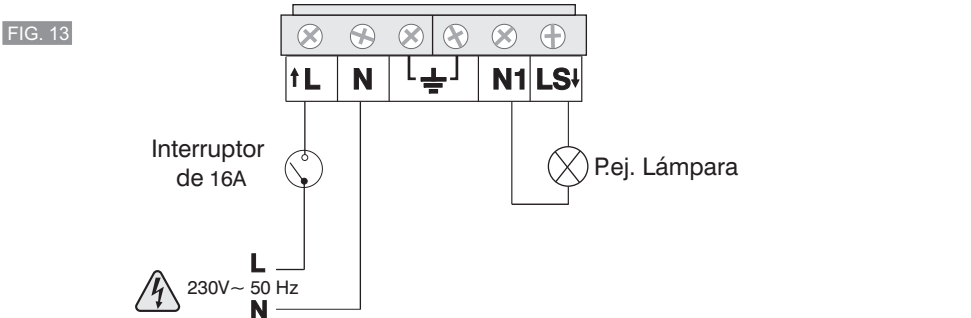 FIG. 13
↑L N N1 LS↓
Interruptor
de 16A
P.ej. Lámpara
L
230V~ 50 Hz
N